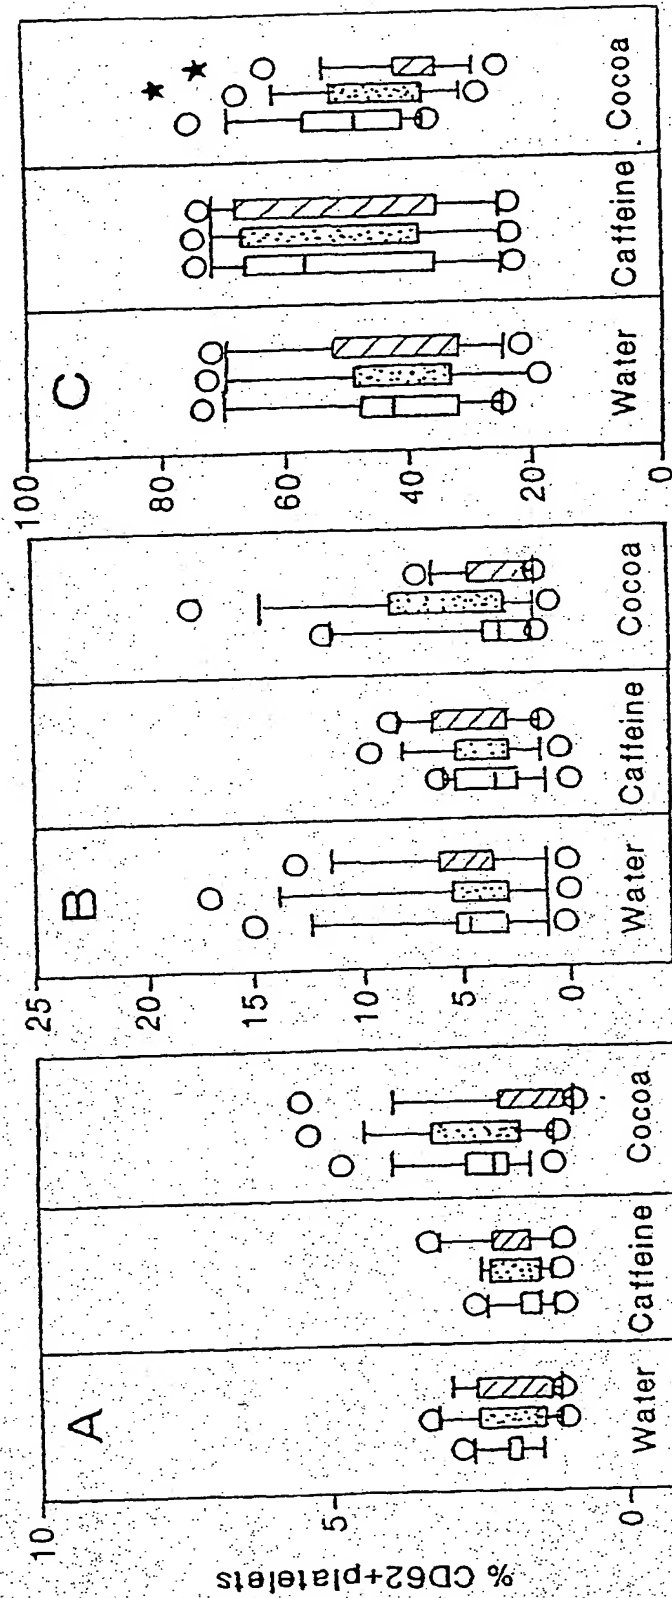 % CD62+platelets
A
10
5
0
Water
Caffeine
Cocoa
B
25
20
15
10
5
0
Water
Caffeine
Cocoa
C
100
80
60
40
20
0
Water
Caffeine
Cocoa